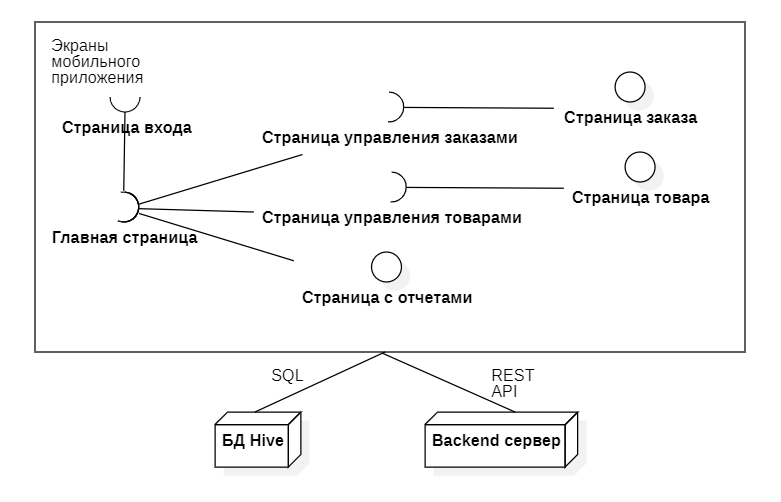 Экраны
мобильного
приложения
Страница входа
Страница управления заказами
Страница заказа
Страница управления товарами
Страница товара
Главная страница
Страница с отчетами
SQL
REST
API
БД Hive
Backend сервер